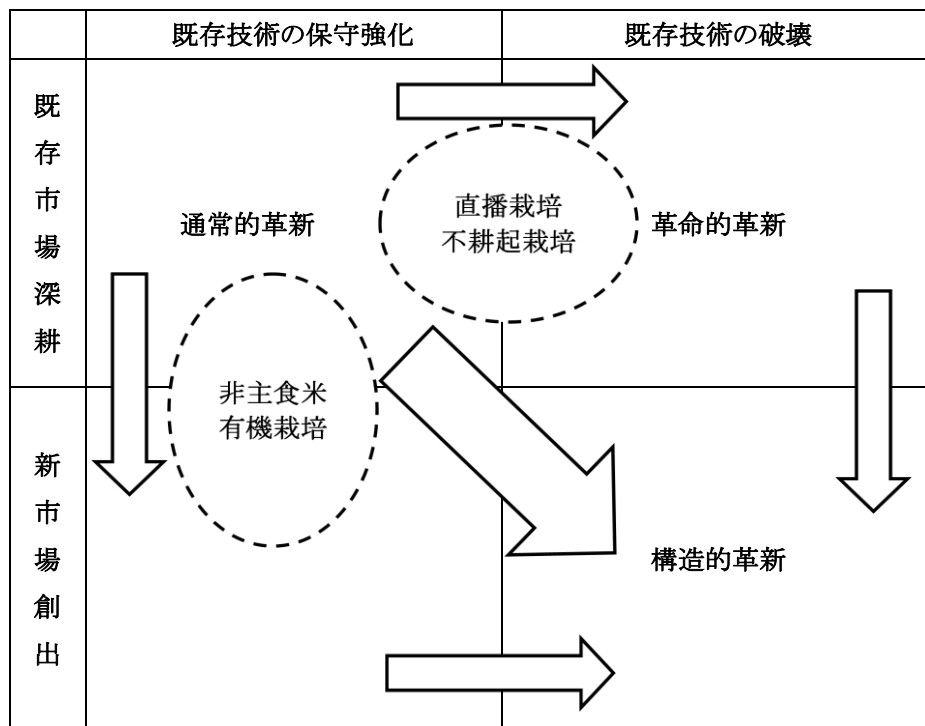 既存技術の保守強化
既存技術の破壊
既存市場深耕
通常的革新
直播栽培
不耕起栽培
革命的革新
非主食米
有機栽培
新市場創出
構造的革新